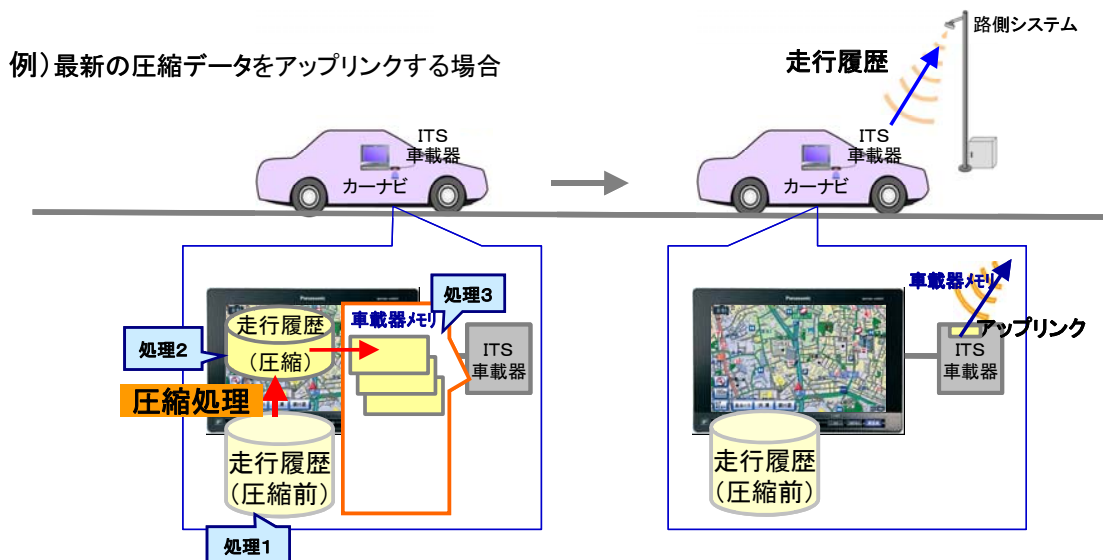 例）最新の圧縮データをアップリンクする場合
走行履歴
路側システム
ITS
車載器
カーナビ
ITS
車載器
カーナビ
処理3
処理2
走行履歴
（圧縮）
車載器ﾒﾓﾘ
ITS
車載器
圧縮処理
走行履歴
（圧縮前）
処理1
Panasonic
車載器ﾒﾓﾘ
アップリンク
ITS
車載器
Panasonic
走行履歴
（圧縮前）